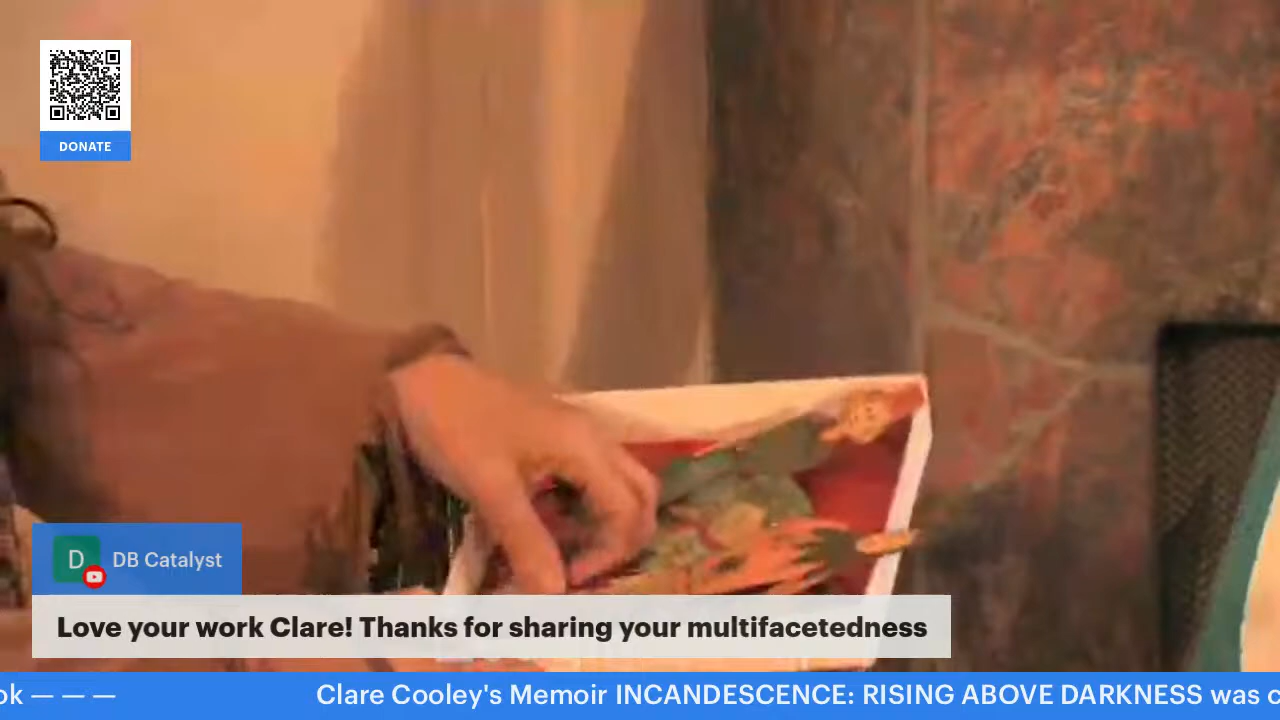 DONATE
D
DB Catalyst
Love your work Clare! Thanks for sharing your multifacetedness
ok — — — Clare Cooley's Memoir INCANDESCENCE: RISING ABOVE DARKNESS was c